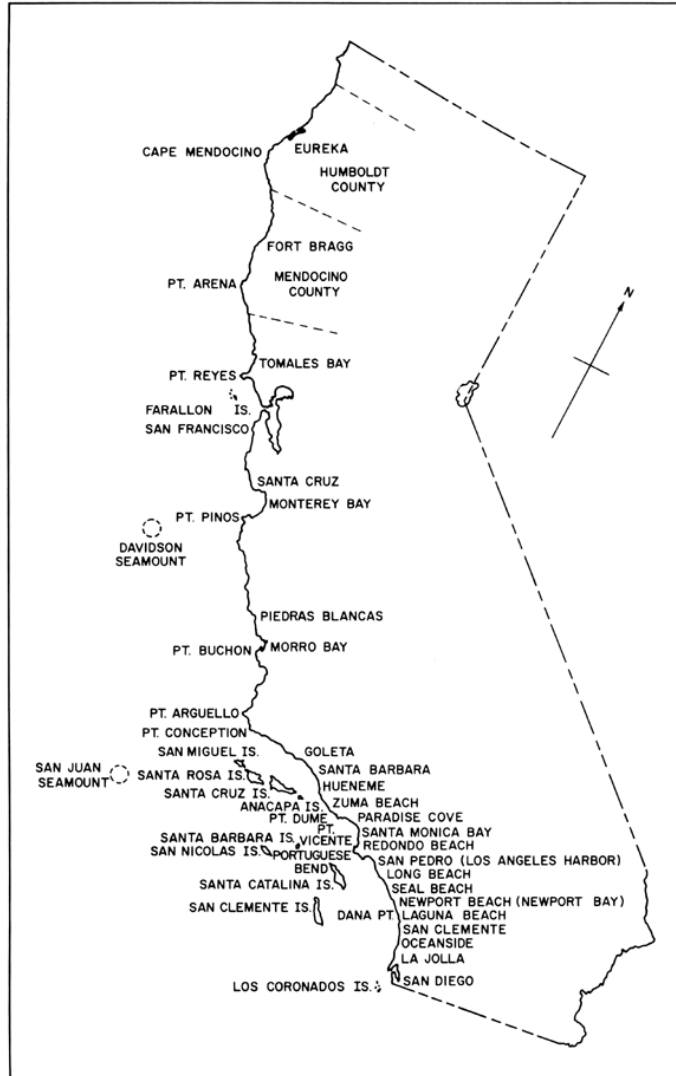 CAPE MENDOCINO
EUREKA
HUMBOLDT
COUNTY
FORT BRAGG
PT. ARENA
MENDOCINO
COUNTY
N
TOMALES BAY
PT. REYES
FARALLON IS.
SAN FRANCISCO
SANTA CRUZ
MONTEREY BAY
PT. PINOS
DAVIDSON
SEAMOUNT
PIEDRAS BLANCAS
PT. BUCHON
MORRO BAY
PT. ARGUELLO
PT. CONCEPTION
SAN MIGUEL IS.
GOLETA
SAN JUAN
SEAMOUNT
SANTA ROSA IS.
SANTA BARBARA
SANTA CRUZ IS.
HUENEME
ANACAPA IS.
ZUMA BEACH
PT. DUME
PARADISE COVE
SANTA BARBARA IS.
PT.
VICENTE
SANTA MONICA BAY
SAN NICOLAS IS.
REDONDO BEACH
PORTUGUESE
BEND
SAN PEDRO (LOS ANGELES HARBOR)
LONG BEACH
SANTA CATALINA IS.
SEAL BEACH
NEWPORT BEACH (NEWPORT BAY)
SAN CLEMENTE IS.
DANA PT.
LAGUNA BEACH
SAN CLEMENTE
OCEANSIDE
LA JOLLA
LOS CORONADOS IS.
SAN DIEGO